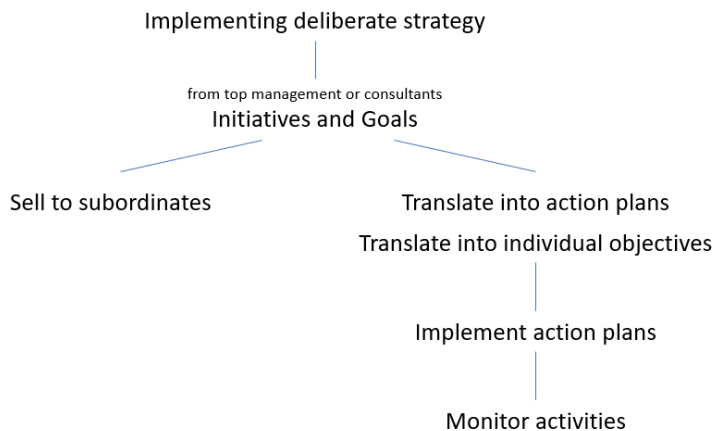 Implementing deliberate strategy
from top management or consultants
Initiatives and Goals
Sell to subordinates
Translate into action plans
Translate into individual objectives
Implement action plans
Monitor activities